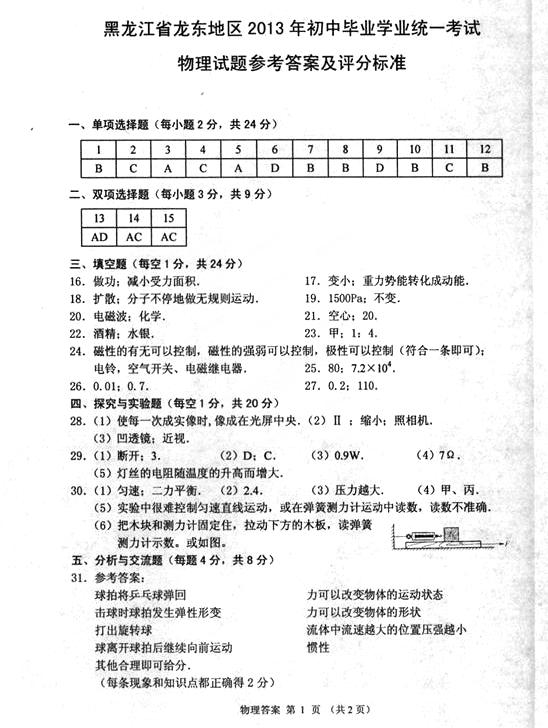 黑龙江省龙东地区 2013 年初中毕业学业统一考试
物理试题参考答案及评分标准
一、单项选择题（每小题 2 分，共 24 分）
1 2 3 4 5 6 7 8 9 10 11 12
B C A C A D B B D B C B
二、双项选择题（每小题 3 分，共 9 分）
13 14 15
AD AC AC
三、填空题（每空 1 分，共 24 分）
16．做功；减小受力面积． 17．变小；重力势能转化成动能．
18．扩散；分子不停地做无规则运动． 19．1500Pa；不变．
20．电磁波；化学． 21．空心；20．
22．酒精；水银． 23．甲；1：4．
24．磁性的有无可以控制，磁性的强弱可以控制，极性可以控制（符合一条即可）；
电铃，空气开关、电磁继电器． 25．80；7.2×10⁴．
26．0.01；0.7． 27．0.2；110．
四、探究与实验题（每空 1 分，共 20 分）
28．（1）使每一次成实像时,像成在光屏中央．（2）Ⅱ ；缩小；照相机．
（3）凹透镜；近视．
29．（1）断开；3． （2）D；C． （3）0.9W． （4）7Ω．
（5）灯丝的电阻随温度的升高而增大．
30．（1）匀速；二力平衡． （2）2.4． （3）压力越大． （4）甲、丙．
（5）实验中很难控制匀速直线运动，或在弹簧测力计运动中读数，读数不准确．
（6）把木块和测力计固定住，拉动下方的木板，读弹簧
测力计示数。或如图。
F
五、分析与交流题（每题 4 分，共 8 分）
31．参考答案：
球拍将乒乓球弹回 力可以改变物体的运动状态
击球时球拍发生弹性形变 力可以改变物体的形状
打出旋转球 流体中流速越大的位置压强越小
球离开球拍后继续向前运动 惯性
其他合理即可给分．
（每条现象和知识点都正确得 2 分）
物理答案 第 1 页 （共 2 页）